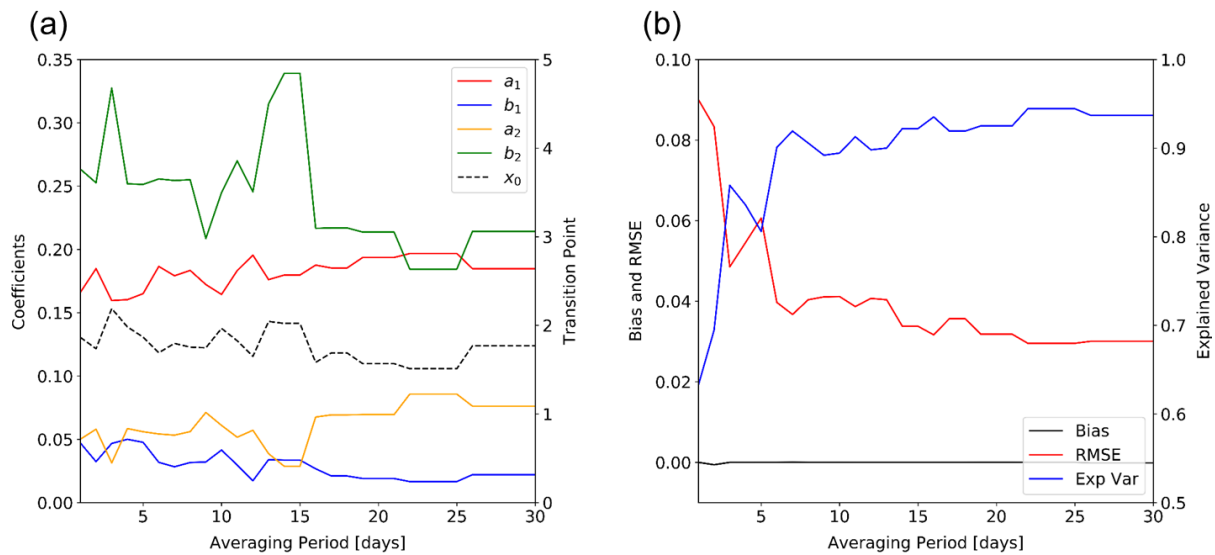 (a)
0.35
0.30
0.25
0.20
0.15
0.10
0.05
0.00
Coefficients
5
4
3
2
1
0
Transition Point
a₁
b₁
a₂
b₂
x₀
5
10
15
20
25
30
Averaging Period [days]
(b)
0.10
0.08
0.06
0.04
0.02
0.00
Bias and RMSE
1.0
0.9
0.8
0.7
0.6
0.5
Explained Variance
Bias
RMSE
Exp Var
5
10
15
20
25
30
Averaging Period [days]